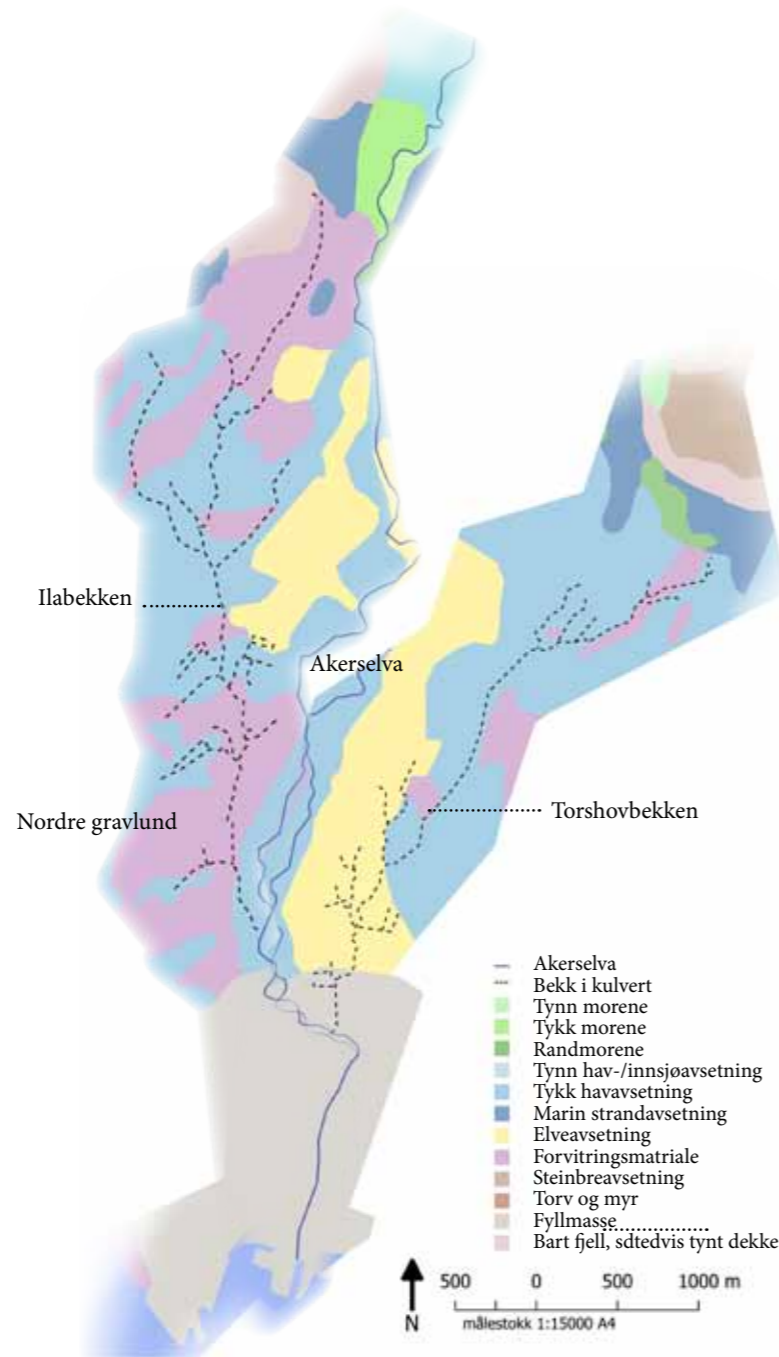 Ilabekken
Akerselva
Nordre gravlund
Torshovbekken
Akerselva
Bekk i kulvert
Tynn morene
Tykk morene
Randmorene
Tynn hav-/innsjøavsetning
Tykk havavsetning
Marin strandavsetning
Elveavsetning
Forvitringsmatriale
Steinbreavsetning
Torv og myr
Fyllmasse
Bart fjell, sdtedvis tynt dekke
500 0 500 1000 m
N målestokk 1:15000 A4